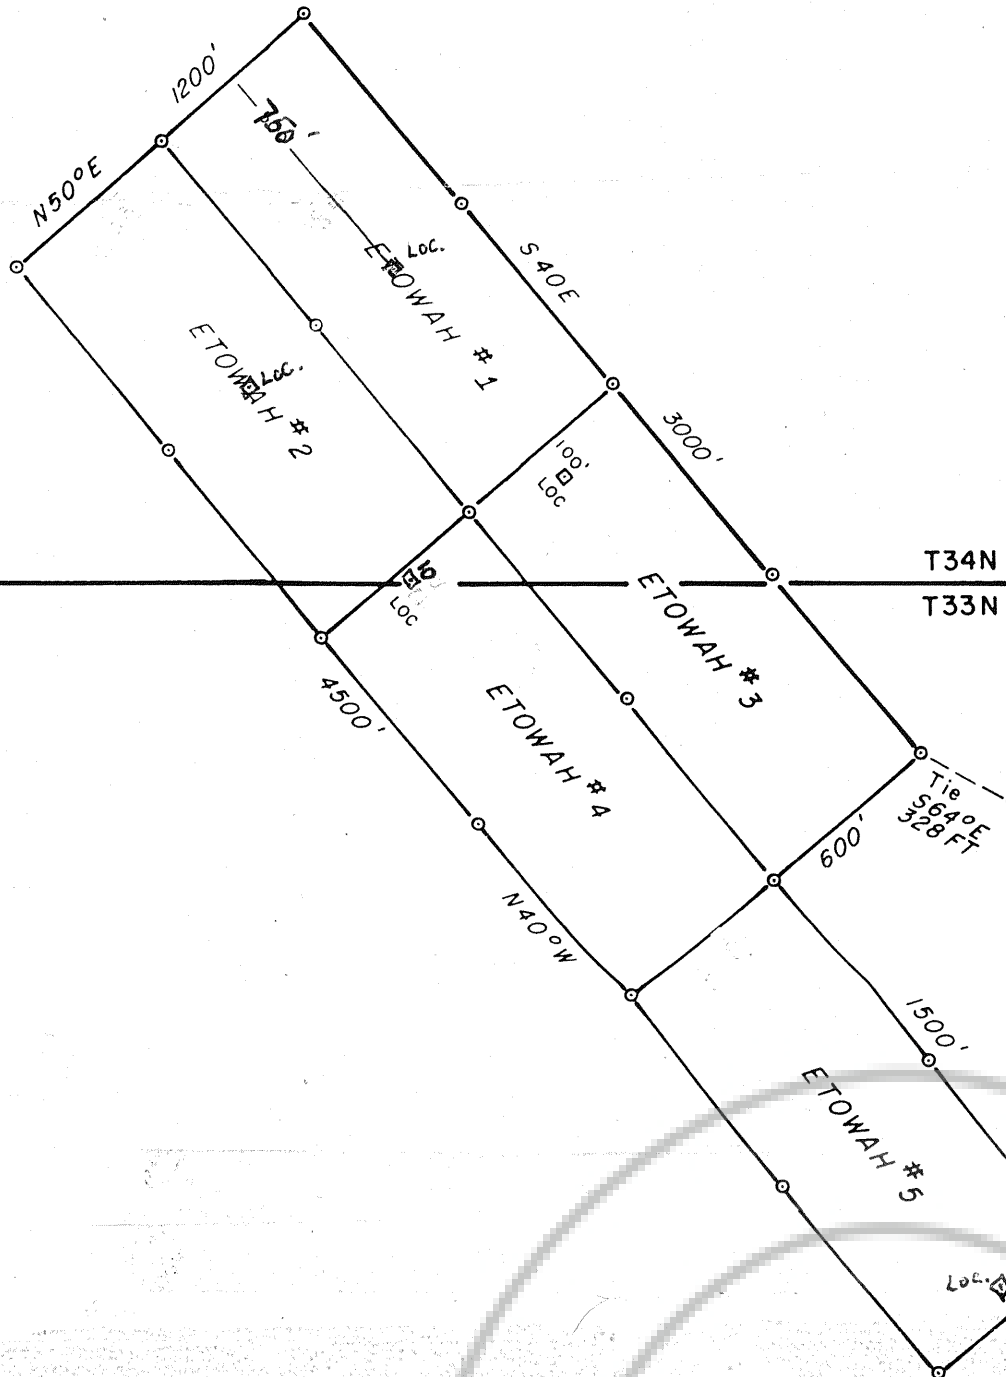 1200'
750'
N50°E
LOC.
ETOWAH #1
S40E
ETOWAH #2
LOC.
3000'
100'
LOC
T34N
T33N
LOC
ETOWAH #3
4500'
ETOWAH #4
Tie
S64°E
328 FT
600'
N40°W
1500'
ETOWAH #5
LOC.